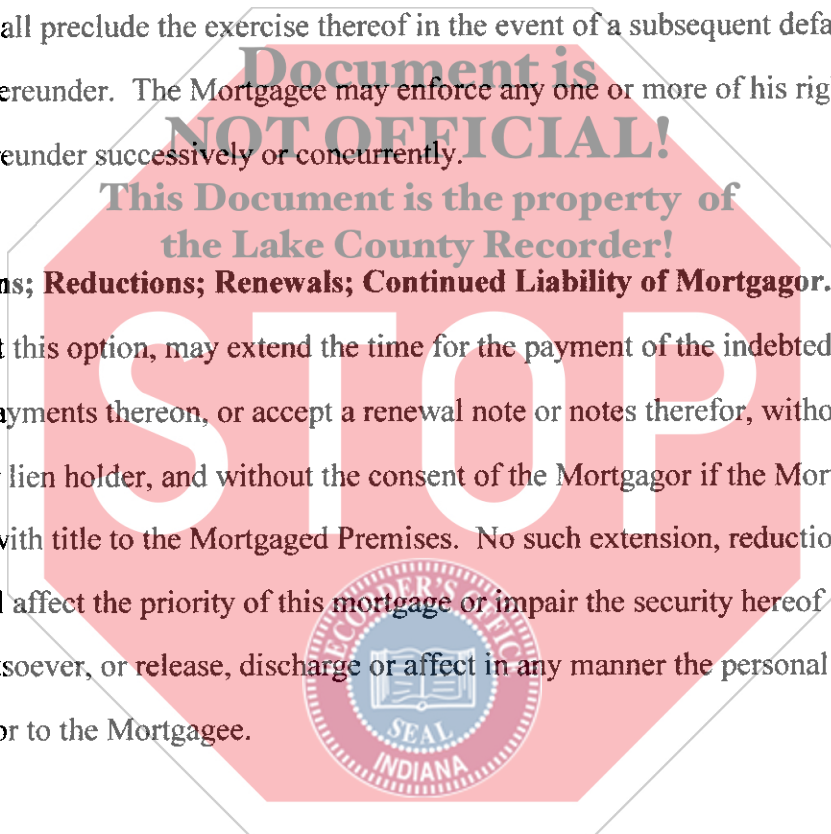 all preclude the exercise thereof in the event of a subsequent defa
Document is
ereunder. The Mortgagee may enforce any one or more of his rig
NOT OFFICIAL!
eunder successively or concurrently.
This Document is the property of
the Lake County Recorder!
ns; Reductions; Renewals; Continued Liability of Mortgagor.
t this option, may extend the time for the payment of the indebted
ayments thereon, or accept a renewal note or notes therefor, witho
STOP
lien holder, and without the consent of the Mortgagor if the Mor
with title to the Mortgaged Premises. No such extension, reductio
l affect the priority of this mortgage or impair the security hereof
tsoever, or release, discharge or affect in any manner the personal
or to the Mortgagee.
RECORDER'S OFFIC
SEAL
INDIANA